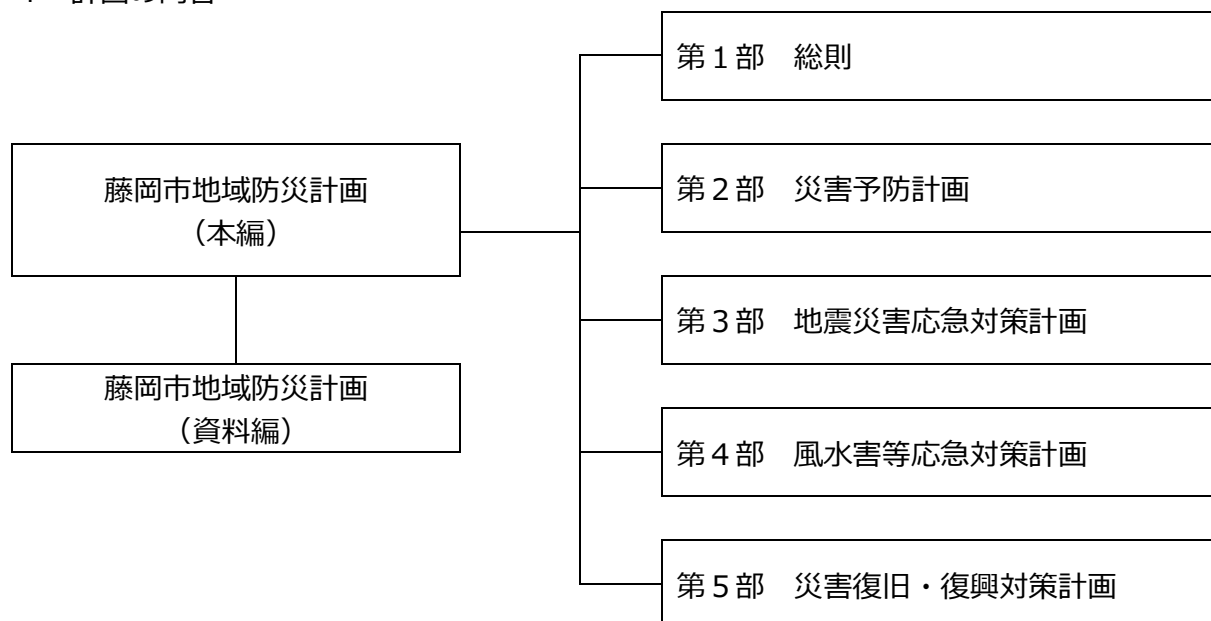 藤岡市地域防災計画
（本編）
藤岡市地域防災計画
（資料編）
第１部　総則
第２部　災害予防計画
第３部　地震災害応急対策計画
第４部　風水害等応急対策計画
第５部　災害復旧・復興対策計画